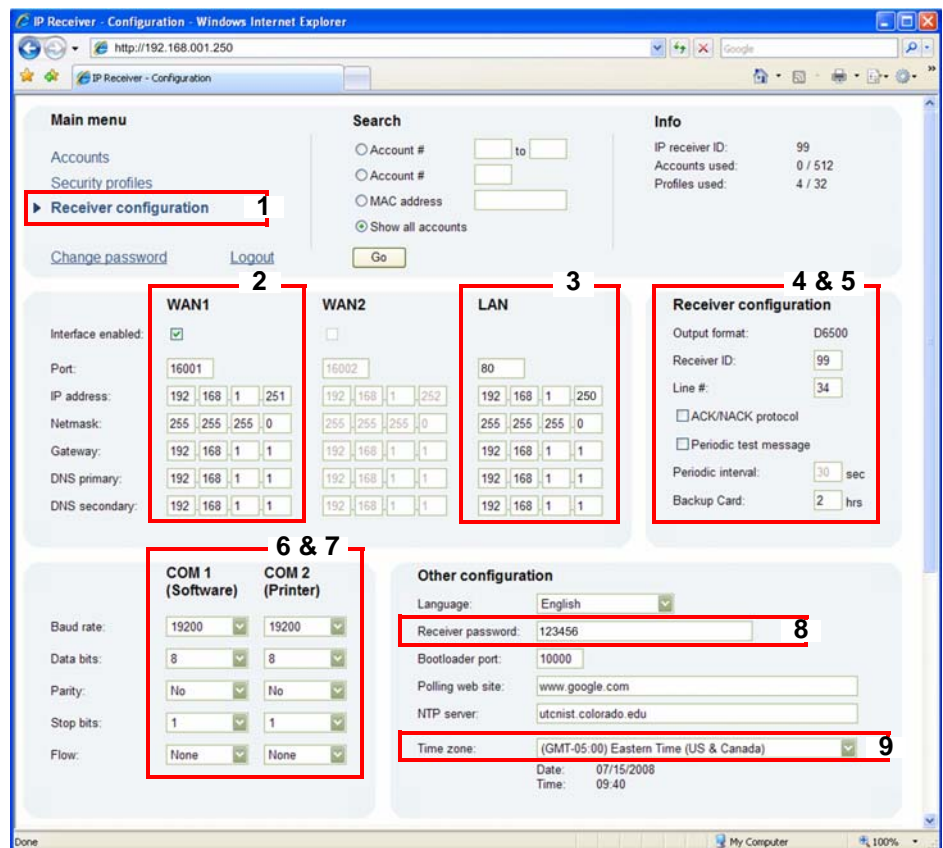 IP Receiver - Configuration - Windows Internet Explorer
http://192.168.001.250
Google
IP Receiver - Configuration
Main menu
Accounts
Security profiles
Receiver configuration
1
Change password
Logout
Search
Account #
to
Account #
MAC address
Show all accounts
Go
Info
IP receiver ID: 99
Accounts used: 0 / 512
Profiles used: 4 / 32
2
3
4 & 5
WAN1 WAN2 LAN
Interface enabled:
Port: 16001 16002 80
IP address: 192 . 168 . 1 . 251 192 . 168 . 1 . 252 192 . 168 . 1 . 250
Netmask: 255 . 255 . 255 . 0 255 . 255 . 255 . 0 255 . 255 . 255 . 0
Gateway: 192 . 168 . 1 . 1 192 . 168 . 1 . 1 192 . 168 . 1 . 1
DNS primary: 192 . 168 . 1 . 1 192 . 168 . 1 . 1 192 . 168 . 1 . 1
DNS secondary: 192 . 168 . 1 . 1 192 . 168 . 1 . 1 192 . 168 . 1 . 1
Receiver configuration
Output format: D6500
Receiver ID: 99
Line #: 34
ACK/NACK protocol
Periodic test message
Periodic interval: 30 sec
Backup Card: 2 hrs
6 & 7
COM 1 COM 2
(Software) (Printer)
Baud rate: 19200 19200
Data bits: 8 8
Parity: No No
Stop bits: 1 1
Flow: None None
Other configuration
Language: English
Receiver password: 123456
8
Bootloader port: 10000
Polling web site: www.google.com
NTP server: utcnist.colorado.edu
Time zone: (GMT-05:00) Eastern Time (US & Canada)
9
Date: 07/15/2008
Time: 09:40
Done
My Computer
100%